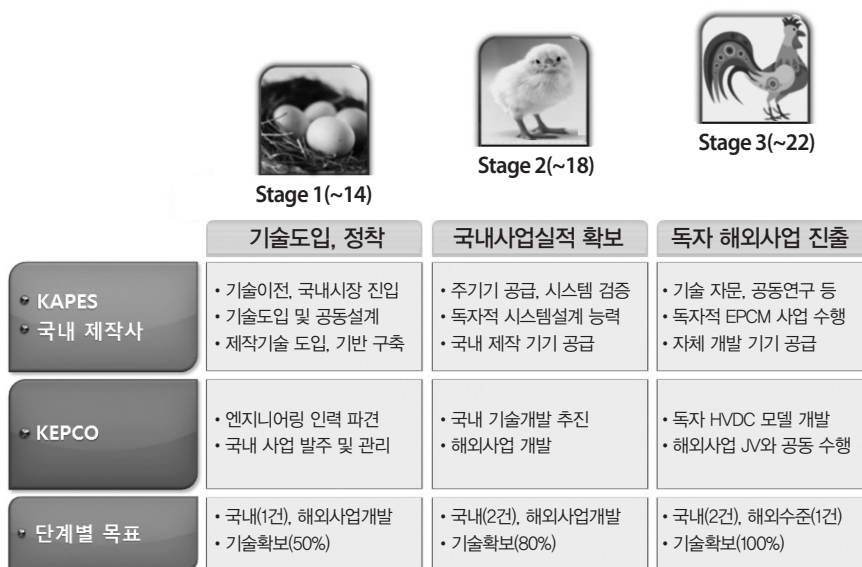 Stage 1(~14)
Stage 2(~18)
Stage 3(~22)
기술도입, 정착
국내사업실적 확보
독자 해외사업 진출
• KAPES
• 국내 제작사
• 기술이전, 국내시장 진입
• 기술도입 및 공동설계
• 제작기술 도입, 기반 구축
• 주기기 공급, 시스템 검증
• 독자적 시스템설계 능력
• 국내 제작 기기 공급
• 기술 자문, 공동연구 등
• 독자적 EPCM 사업 수행
• 자체 개발 기기 공급
• KEPCO
• 엔지니어링 인력 파견
• 국내 사업 발주 및 관리
• 국내 기술개발 추진
• 해외사업 개발
• 독자 HVDC 모델 개발
• 해외사업 JV와 공동 수행
• 단계별 목표
• 국내(1건), 해외사업개발
• 기술확보(50%)
• 국내(2건), 해외사업개발
• 기술확보(80%)
• 국내(2건), 해외수준(1건)
• 기술확보(100%)